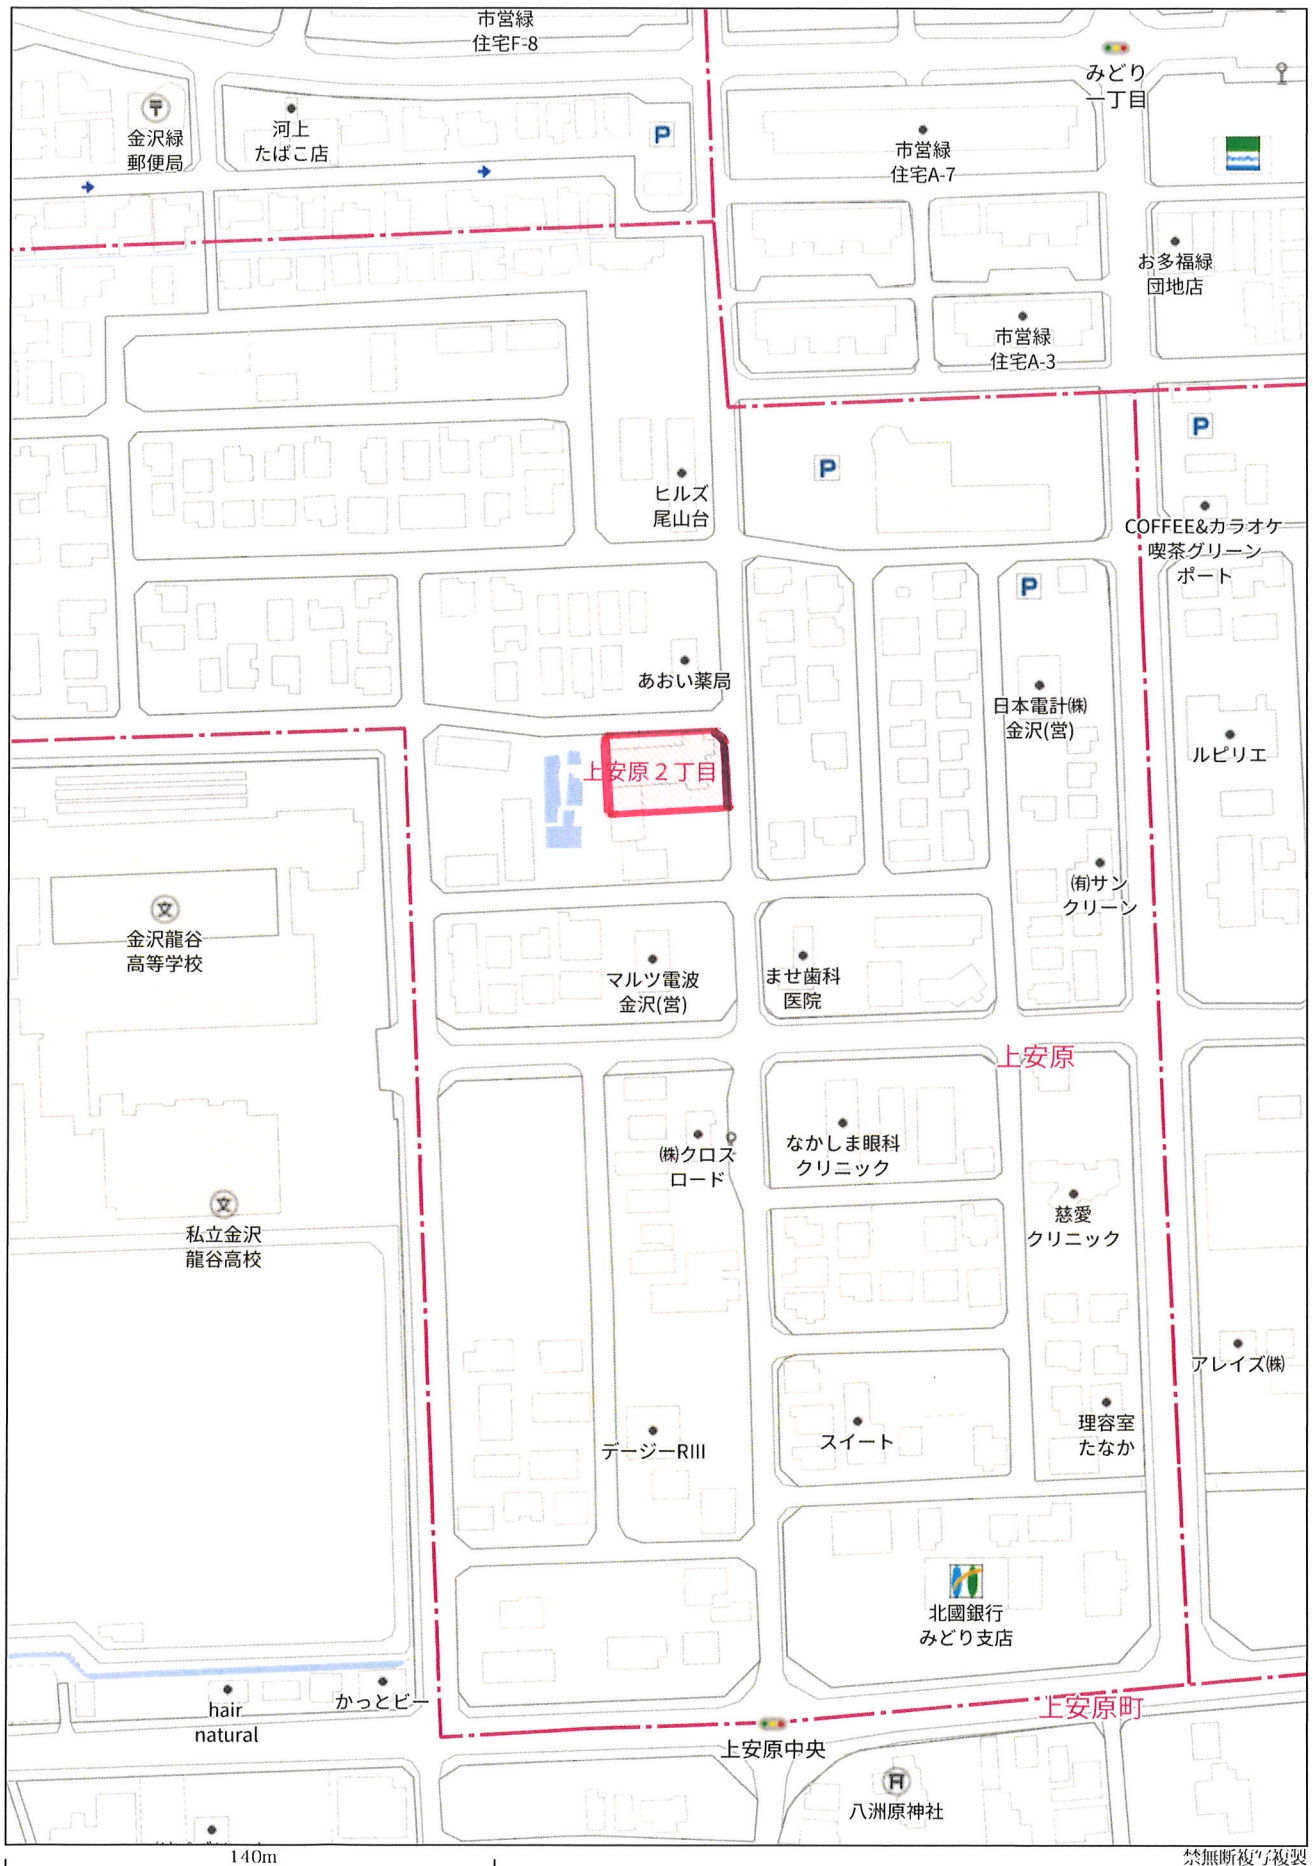 市営緑
住宅F-8
みどり
一丁目
金沢緑
郵便局
河上
たばこ店
P
市営緑
住宅A-7
FamilyMart
お多福緑
団地店
市営緑
住宅A-3
P
P
ヒルズ
尾山台
COFFEE&カラオケ
喫茶グリーン
ポート
P
あおい薬局
日本電計㈱
金沢(営)
ルピリエ
上安原２丁目
㈲サン
クリーン
金沢龍谷
高等学校
マルツ電波
金沢(営)
ませ歯科
医院
上安原
㈱クロス
ロード
なかしま眼科
クリニック
慈愛
クリニック
私立金沢
龍谷高校
アレイズ㈱
デージーRIII
スイート
理容室
たなか
北國銀行
みどり支店
かっとビー
hair
natural
上安原町
上安原中央
八洲原神社
140m
禁無断複写複製